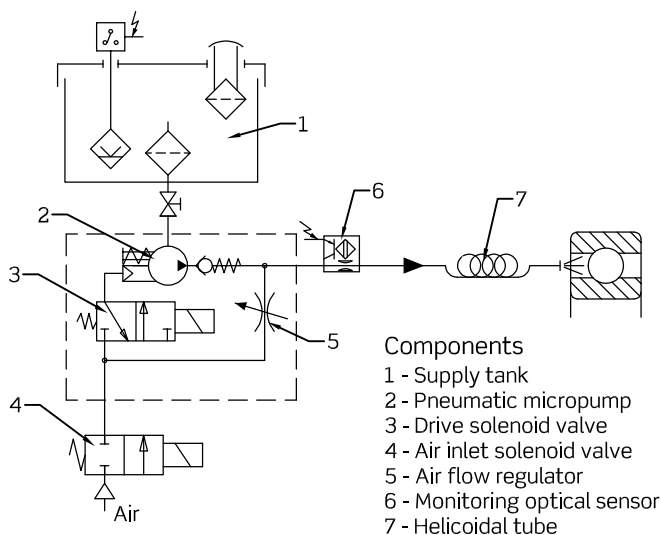 1
2
3
4
5
6
7
Air
Components
1 - Supply tank
2 - Pneumatic micropump
3 - Drive solenoid valve
4 - Air inlet solenoid valve
5 - Air flow regulator
6 - Monitoring optical sensor
7 - Helicoidal tube